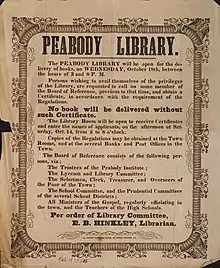 PEABODY LIBRARY.
The PEABODY LIBRARY will be open for the delivery of books, on WEDNESDAY, October 18th, between the hours of 3 and 8 P. M.
Persons wishing to avail themselves of the privileges of the Library, are requested to call on some member of the Board of Reference, previous to that time, and obtain a Certificate, in accordance with the requirements of the Regulations.
No book will be delivered without such Certificate.
The Library Room will be open to receive Certificates and enter the names of applicants, on the afternoon of Saturday, Oct. 14, from 2 to 8 o'clock.
Copies of the Regulations may be obtained at the Town Rooms, and at the several Banks and Post Offices in the Town.
The Board of Reference consists of the following persons, viz:
The Trustees of the Peabody Institute;
The Lyceum and Library Committee;
The Selectmen, Clerk, Treasurer, and Overseers of the Poor of the Town;
The School Committee, and the Prudential Committees of the several School Districts;
All Ministers of the Gospel, regularly officiating in the town, and the Teachers of the High Schools.
Per order of Library Committee,
E. B. HINKLEY, Librarian.